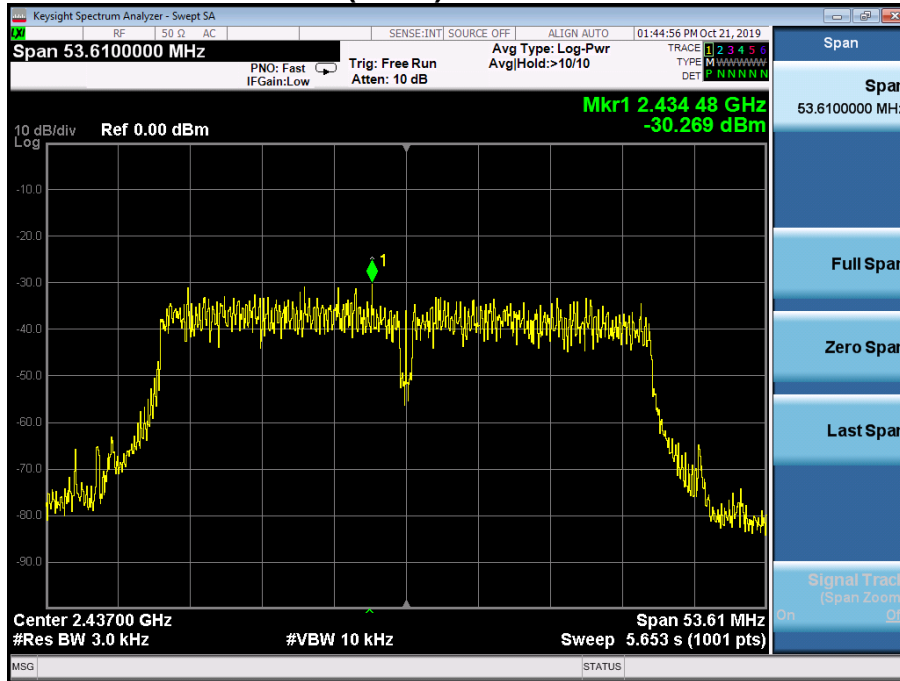 Keysight Spectrum Analyzer - Swept SA
LXI RF 50 Ω AC SENSE:INT SOURCE OFF ALIGN AUTO 01:44:56 PM Oct 21, 2019
Span 53.6100000 MHz
PNO: Fast
IFGain:Low
Trig: Free Run
Atten: 10 dB
Avg Type: Log-Pwr
Avg|Hold:>10/10
TRACE 1 2 3 4 5 6
TYPE M WWWWW
DET P N N N N N
Span
Span
53.6100000 MHz
Mkr1 2.434 48 GHz
-30.269 dBm
10 dB/div Ref 0.00 dBm
Log
1
-10.0
-20.0
-30.0
-40.0
-50.0
-60.0
-70.0
-80.0
-90.0
Full Span
Zero Span
Last Span
Signal Track
(Span Zoom)
On Off
Center 2.43700 GHz
Span 53.61 MHz
#Res BW 3.0 kHz
#VBW 10 kHz
Sweep 5.653 s (1001 pts)
MSG
STATUS